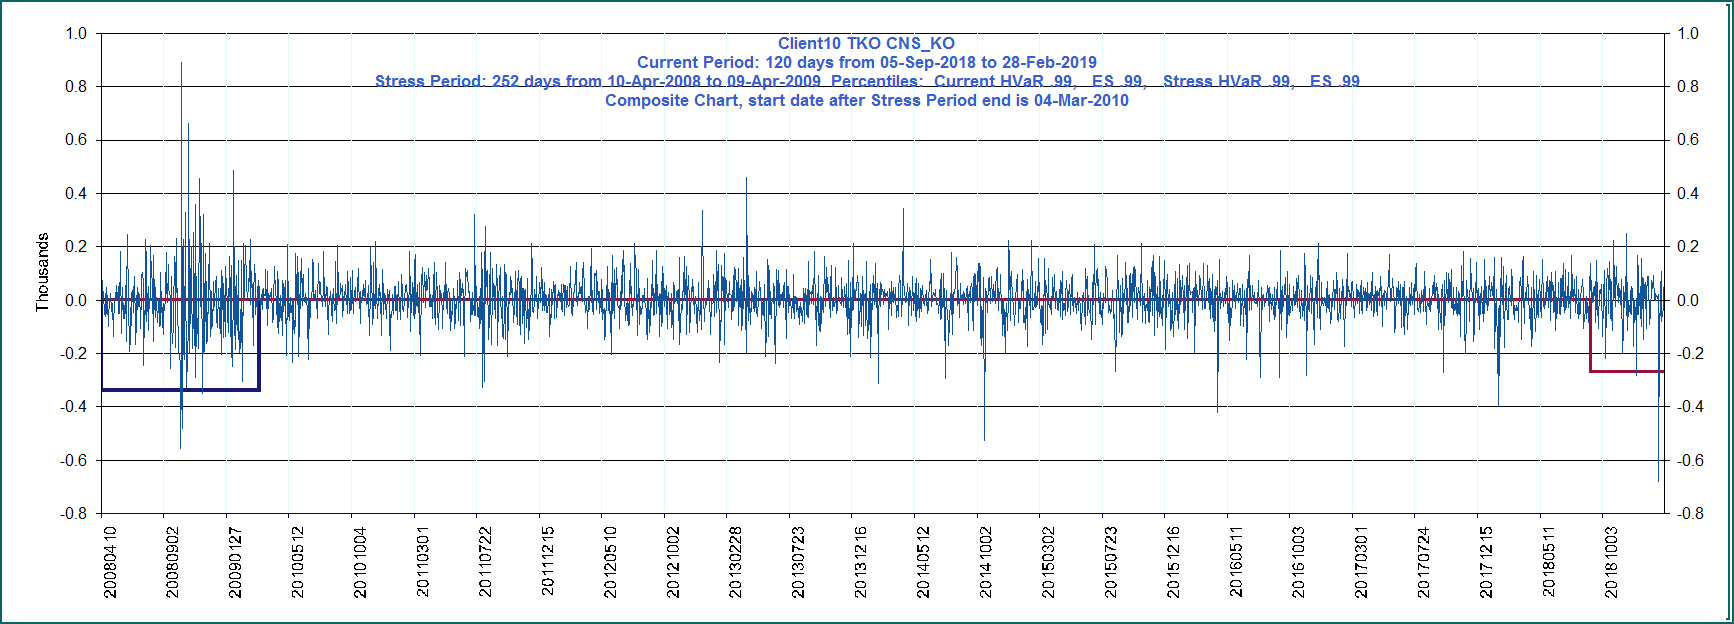 Client10 TKO CNS_KO
Current Period: 120 days from 05-Sep-2018 to 28-Feb-2019
Stress Period: 252 days from 10-Apr-2008 to 09-Apr-2009  Percentiles:  Current HVaR .99,    ES .99,    Stress HVaR .99,    ES .99
Composite Chart, start date after Stress Period end is 04-Mar-2010
1.0 1.0
0.8 0.8
0.6 0.6
0.4 0.4
0.2 0.2
0.0 0.0
-0.2 -0.2
-0.4 -0.4
-0.6 -0.6
-0.8 -0.8
Thousands
20080410 20080902 20090127 20100512 20101004 20110301 20110722 20111215 20120510 20121002 20130228 20130723 20131216 20140512 20141002 20150302 20150723 20151216 20160511 20161003 20170301 20170724 20171215 20180511 20181003